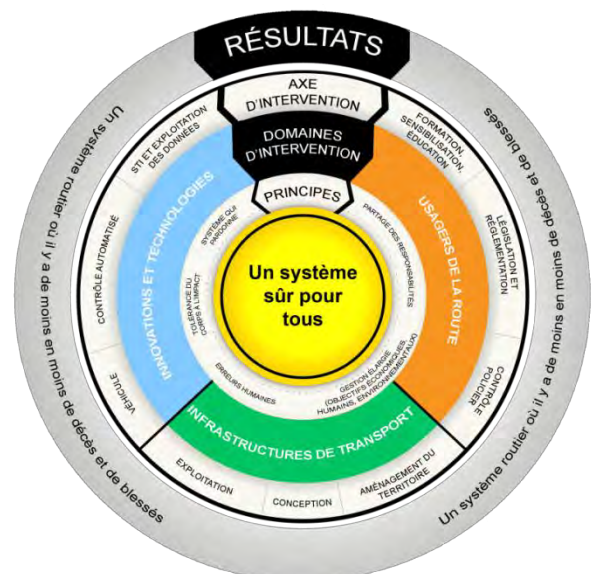 RÉSULTATS
AXE
D'INTERVENTION
DOMAINES
D'INTERVENTION
PRINCIPES
Un système
sûr pour
tous
PARTAGE DES RESPONSABILITÉS
GESTION ÉLARGIE
(OBJECTIFS ÉCONOMIQUES,
HUMAINS, ENVIRONNEMENTAUX)
ERREURS HUMAINES
TOLÉRANCE DU
CORPS À L'IMPACT
SYSTÈME QUI
PARDONNE
USAGERS DE LA ROUTE
INFRASTRUCTURES DE TRANSPORT
INNOVATIONS ET TECHNOLOGIES
FORMATION,
SENSIBILISATION,
ÉDUCATION
LÉGISLATION ET
RÉGLEMENTATION
CONTRÔLE
POLICIER
AMÉNAGEMENT DU
TERRITOIRE
CONCEPTION
EXPLOITATION
VÉHICULE
CONTRÔLE AUTOMATISÉ
STI ET EXPLOITATION
DES DONNÉES
Un système routier où il y a de moins en moins de décès et de blessés
Un système routier où il y a de moins en moins de décès et de blessés